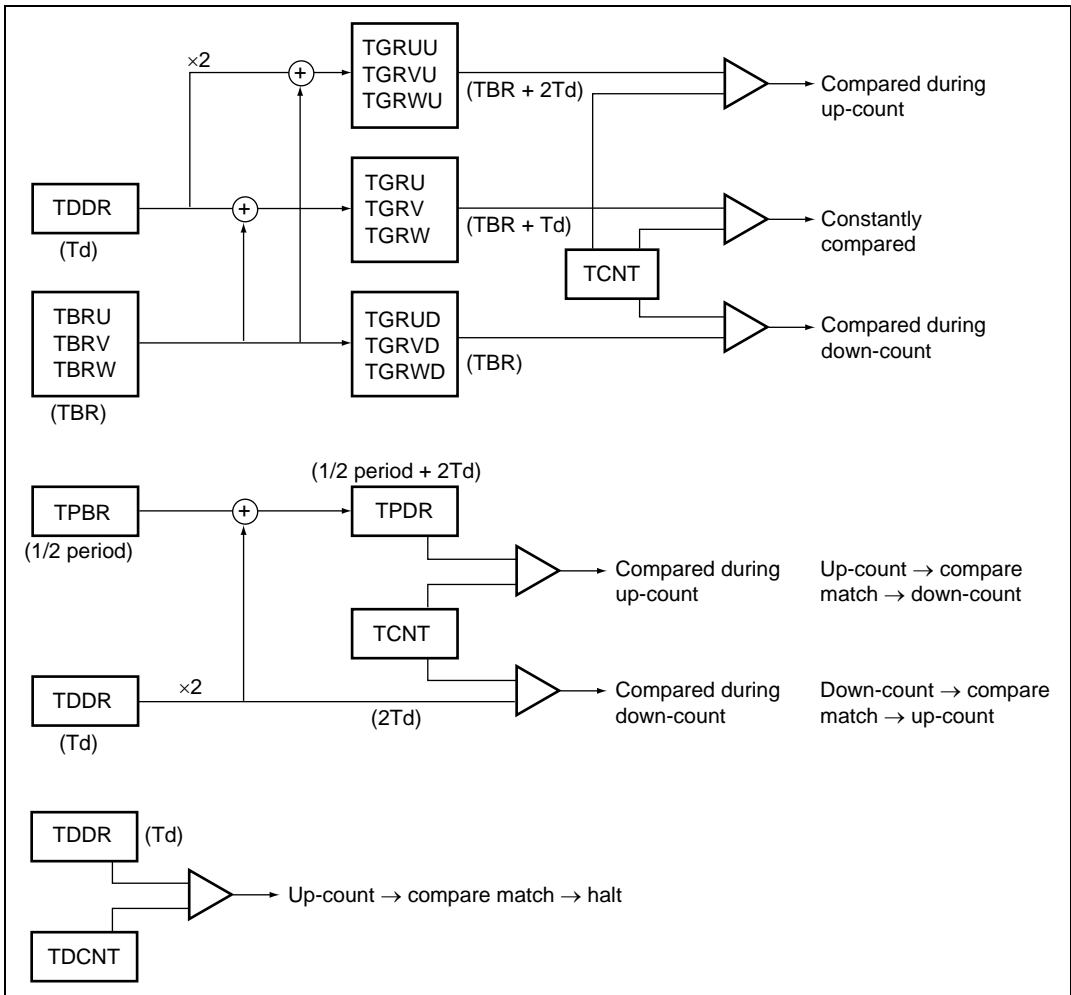 ×2
TGRUU
TGRVU
TGRWU
(TBR + 2Td)
Compared during
up-count
TDDR
(Td)
TGRU
TGRV
TGRW
(TBR + Td)
Constantly
compared
TCNT
TBRU
TBRV
TBRW
(TBR)
TGRUD
TGRVD
TGRWD
(TBR)
Compared during
down-count
TPBR
(1/2 period)
+
(1/2 period + 2Td)
TPDR
Compared during
up-count
Up-count → compare
match → down-count
TCNT
TDDR
(Td)
×2
(2Td)
Compared during
down-count
Down-count → compare
match → up-count
TDDR
(Td)
TDCNT
Up-count → compare match → halt